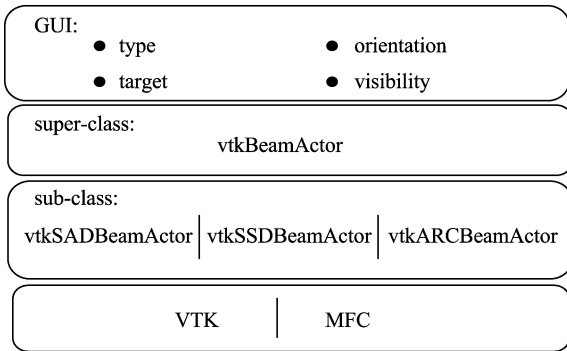 GUI:
● type ● orientation
● target ● visibility
super-class:
vtkBeamActor
sub-class:
vtkSADBeamActor | vtkSSDBeamActor | vtkARCBeamActor
VTK | MFC